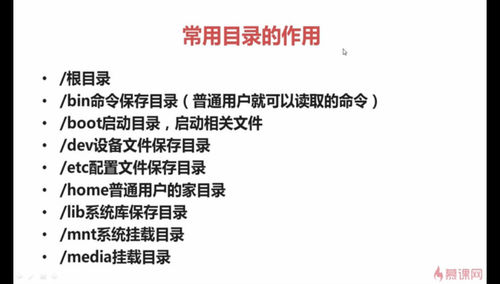 常用目录的作用
• /根目录
• /bin命令保存目录（普通用户就可以读取的命令）
• /boot启动目录，启动相关文件
• /dev设备文件保存目录
• /etc配置文件保存目录
• /home普通用户的家目录
• /lib系统库保存目录
• /mnt系统挂载目录
• /media挂载目录
慕课网